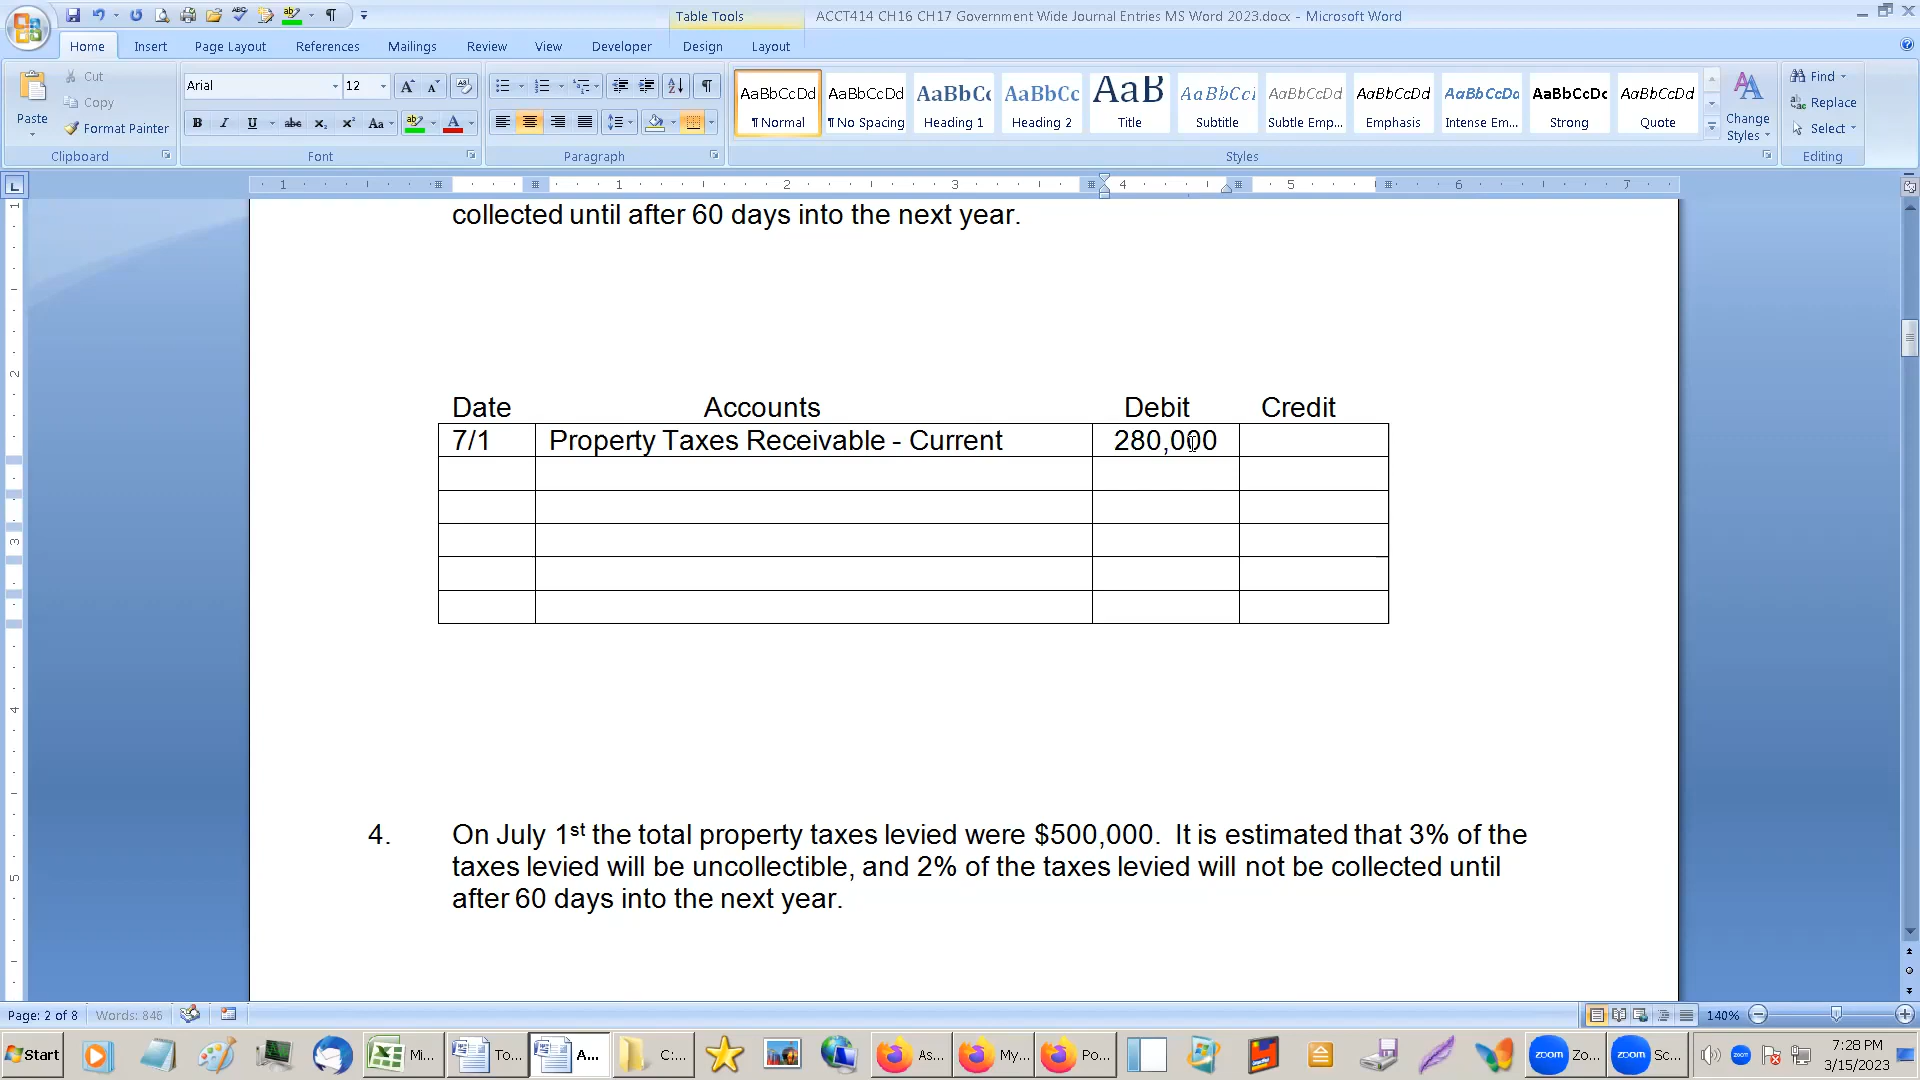 Table Tools
ACCT414 CH16 CH17 Government Wide Journal Entries MS Word 2023.docx - Microsoft Word
Home Insert Page Layout References Mailings Review View Developer Design Layout
Paste
Cut
Copy
Format Painter
Clipboard
Arial 12
Font
Paragraph
AaBbCcDd AaBbCcDd AaBbCc AaBbCc AaB AaBbCcl AaBbCcDd AaBbCcDd AaBbCcDd AaBbCcDc AaBbCcDd
¶ Normal ¶ No Spacing Heading 1 Heading 2 Title Subtitle Subtle Emp... Emphasis Intense Em... Strong Quote
Styles
Change Styles
Find
Replace
Select
Editing
collected until after 60 days into the next year.
Date Accounts Debit Credit
7/1 Property Taxes Receivable - Current 280,000
4. On July 1st the total property taxes levied were $500,000. It is estimated that 3% of the
taxes levied will be uncollectible, and 2% of the taxes levied will not be collected until
after 60 days into the next year.
Page: 2 of 8 Words: 846 140%
Start Mi... To... A... C:... As... My... Po... zoom Zo... zoom Sc... 7:28 PM
3/15/2023